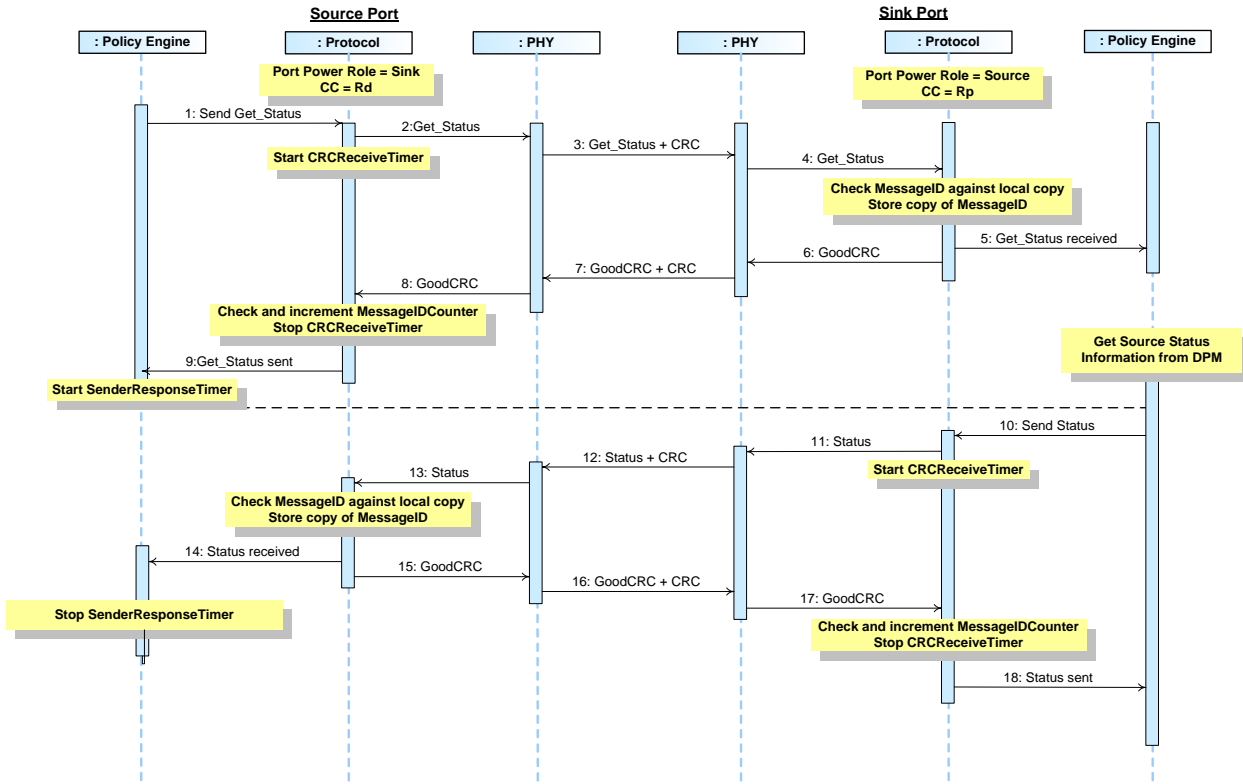 Source Port
Sink Port
: Policy Engine
: Protocol
: PHY
: PHY
: Protocol
: Policy Engine
Port Power Role = Sink
CC = Rd
Port Power Role = Source
CC = Rp
1: Send Get_Status
2:Get_Status
Start CRCReceiveTimer
3: Get_Status + CRC
4: Get_Status
Check MessageID against local copy
Store copy of MessageID
5: Get_Status received
6: GoodCRC
7: GoodCRC + CRC
8: GoodCRC
Check and increment MessageIDCounter
Stop CRCReceiveTimer
9:Get_Status sent
Start SenderResponseTimer
Get Source Status
Information from DPM
10: Send Status
11: Status
Start CRCReceiveTimer
12: Status + CRC
13: Status
Check MessageID against local copy
Store copy of MessageID
14: Status received
15: GoodCRC
16: GoodCRC + CRC
17: GoodCRC
Stop SenderResponseTimer
Check and increment MessageIDCounter
Stop CRCReceiveTimer
18: Status sent